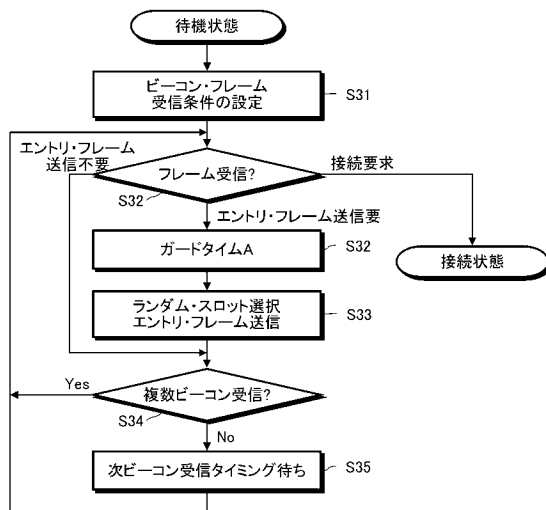 待機状態
ビーコン・フレーム
受信条件の設定
S31
エントリ・フレーム
送信不要
フレーム受信?
接続要求
S32
エントリ・フレーム送信要
ガードタイムA
S32
接続状態
ランダム・スロット選択
エントリ・フレーム送信
S33
Yes
複数ビーコン受信?
S34
No
次ビーコン受信タイミング待ち
S35